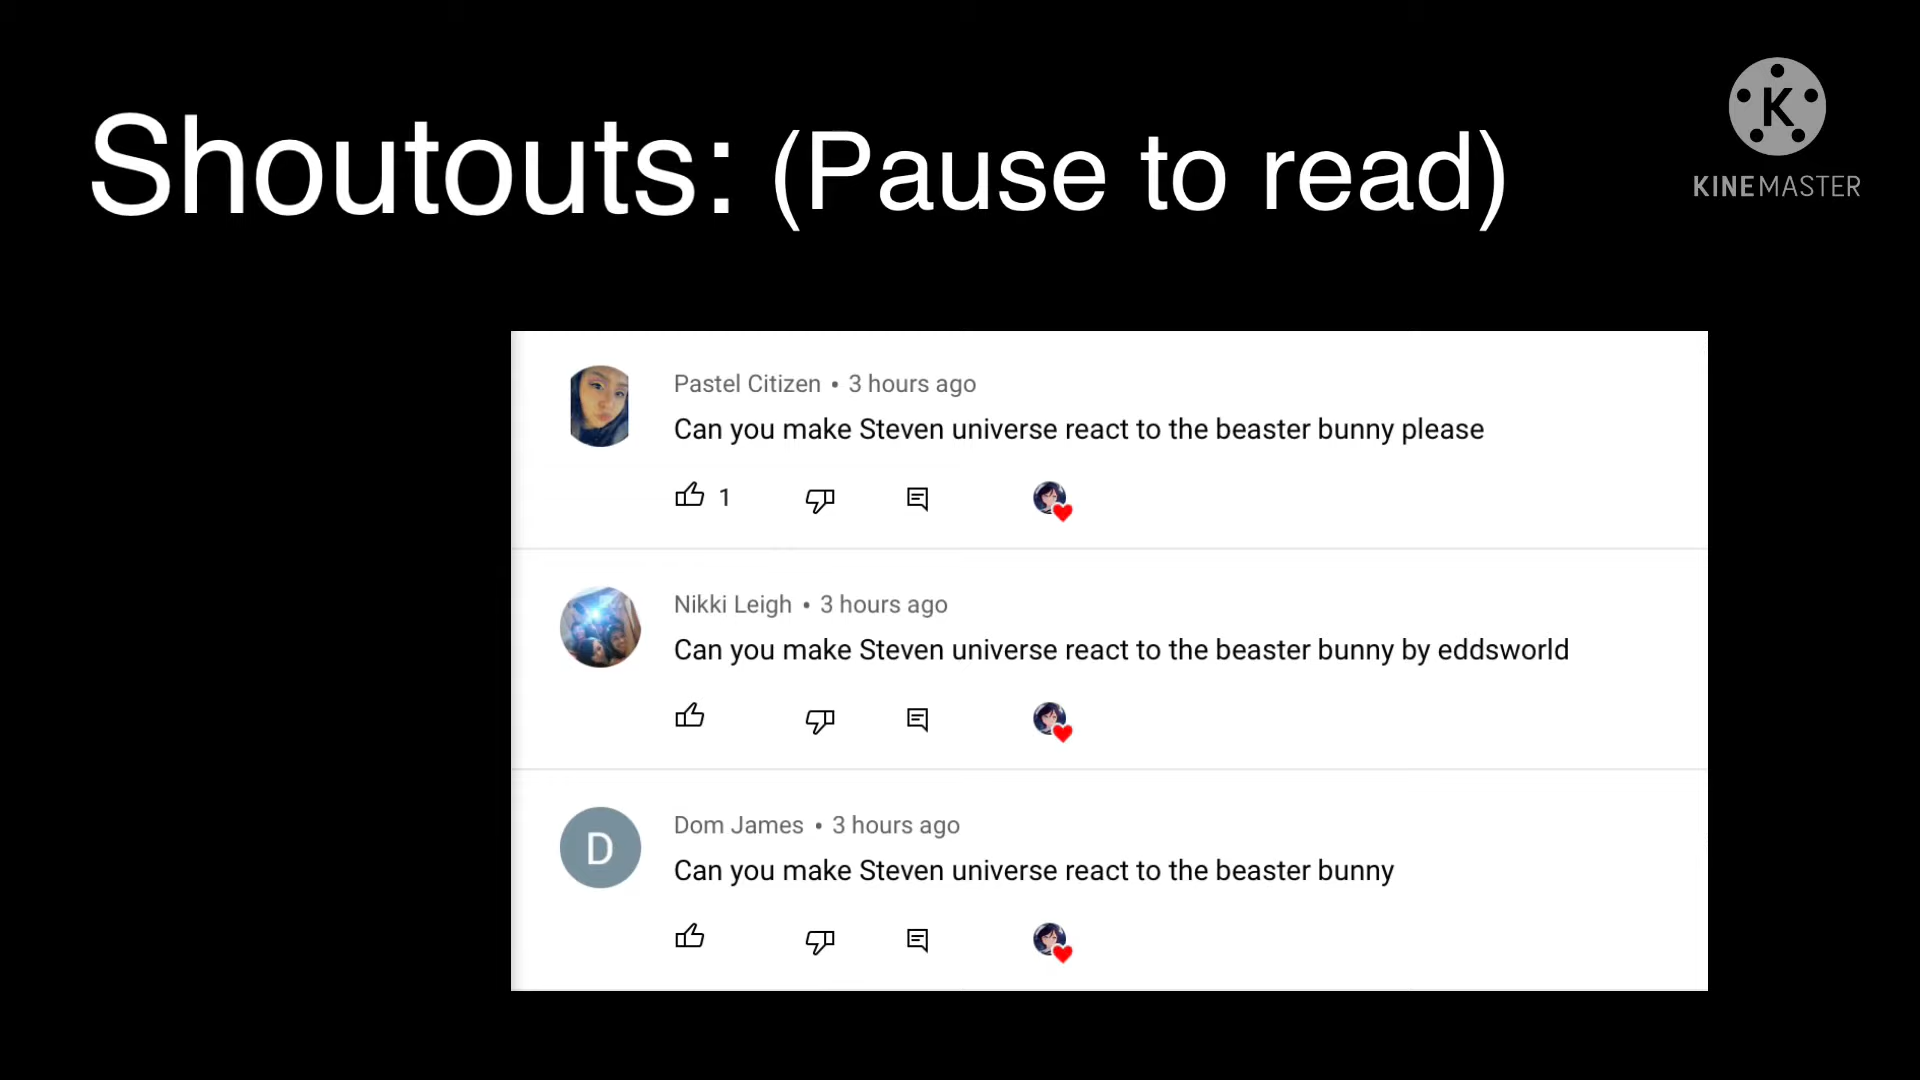 Shoutouts: (Pause to read)
K
KINEMASTER
Pastel Citizen • 3 hours ago
Can you make Steven universe react to the beaster bunny please
1
Nikki Leigh • 3 hours ago
Can you make Steven universe react to the beaster bunny by eddsworld
D
Dom James • 3 hours ago
Can you make Steven universe react to the beaster bunny